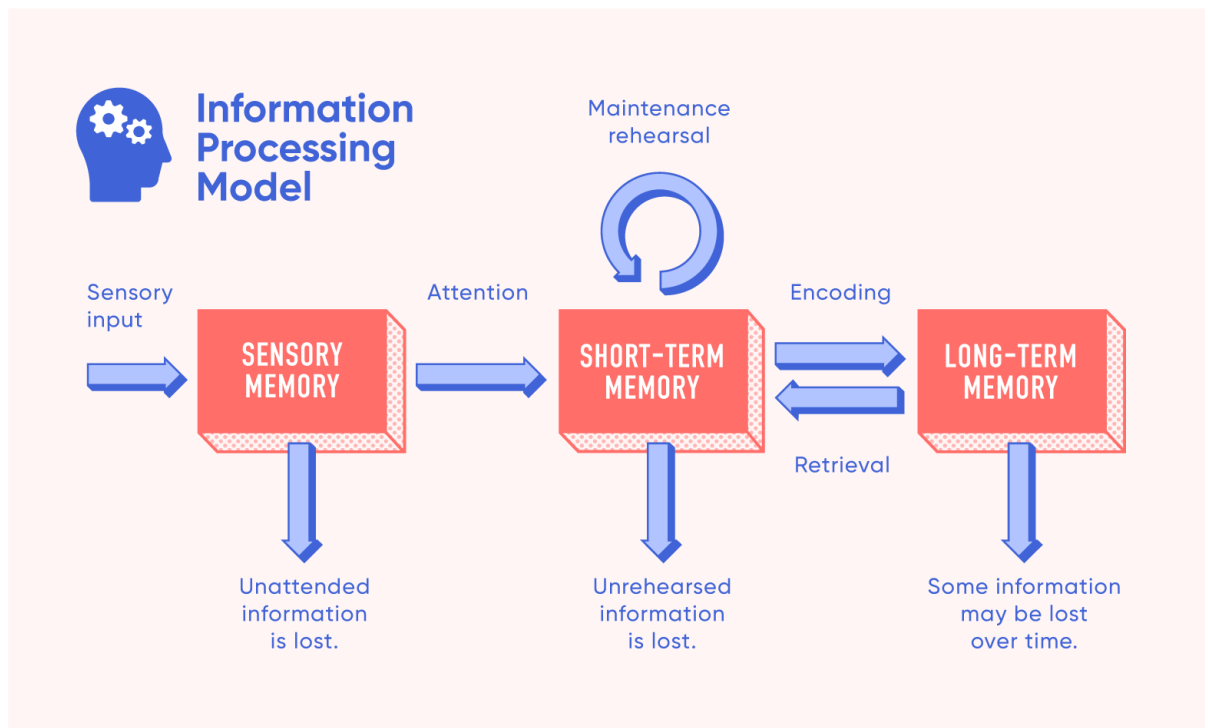 Information
Processing
Model
Maintenance
rehearsal
Sensory
input
Attention
Encoding
SENSORY
MEMORY
SHORT-TERM
MEMORY
LONG-TERM
MEMORY
Retrieval
Unattended
information
is lost.
Unrehearsed
information
is lost.
Some information
may be lost
over time.